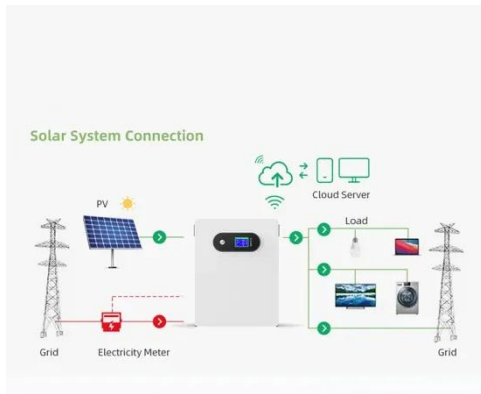 Solar System Connection
Cloud Server
PV
Load
Grid
Electricity Meter
Grid